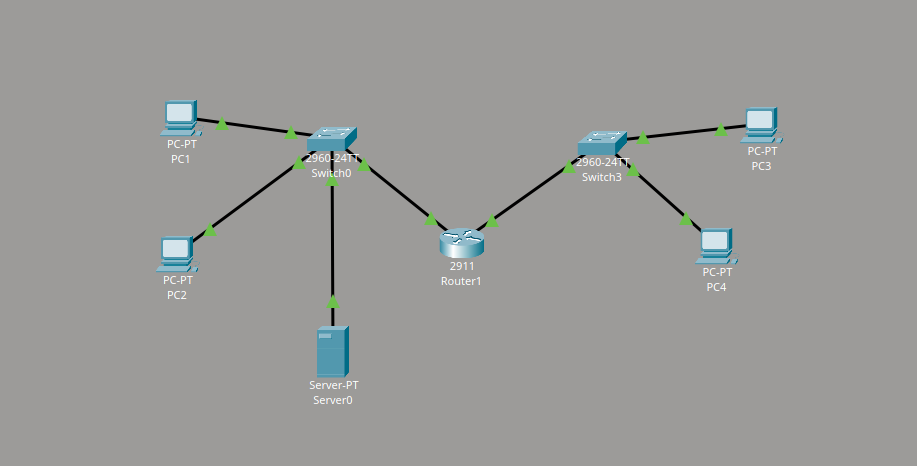 PC-PT
PC1
2960-24TT
Switch0
2960-24TT
Switch3
PC-PT
PC3
PC-PT
PC2
2911
Router1
PC-PT
PC4
Server-PT
Server0